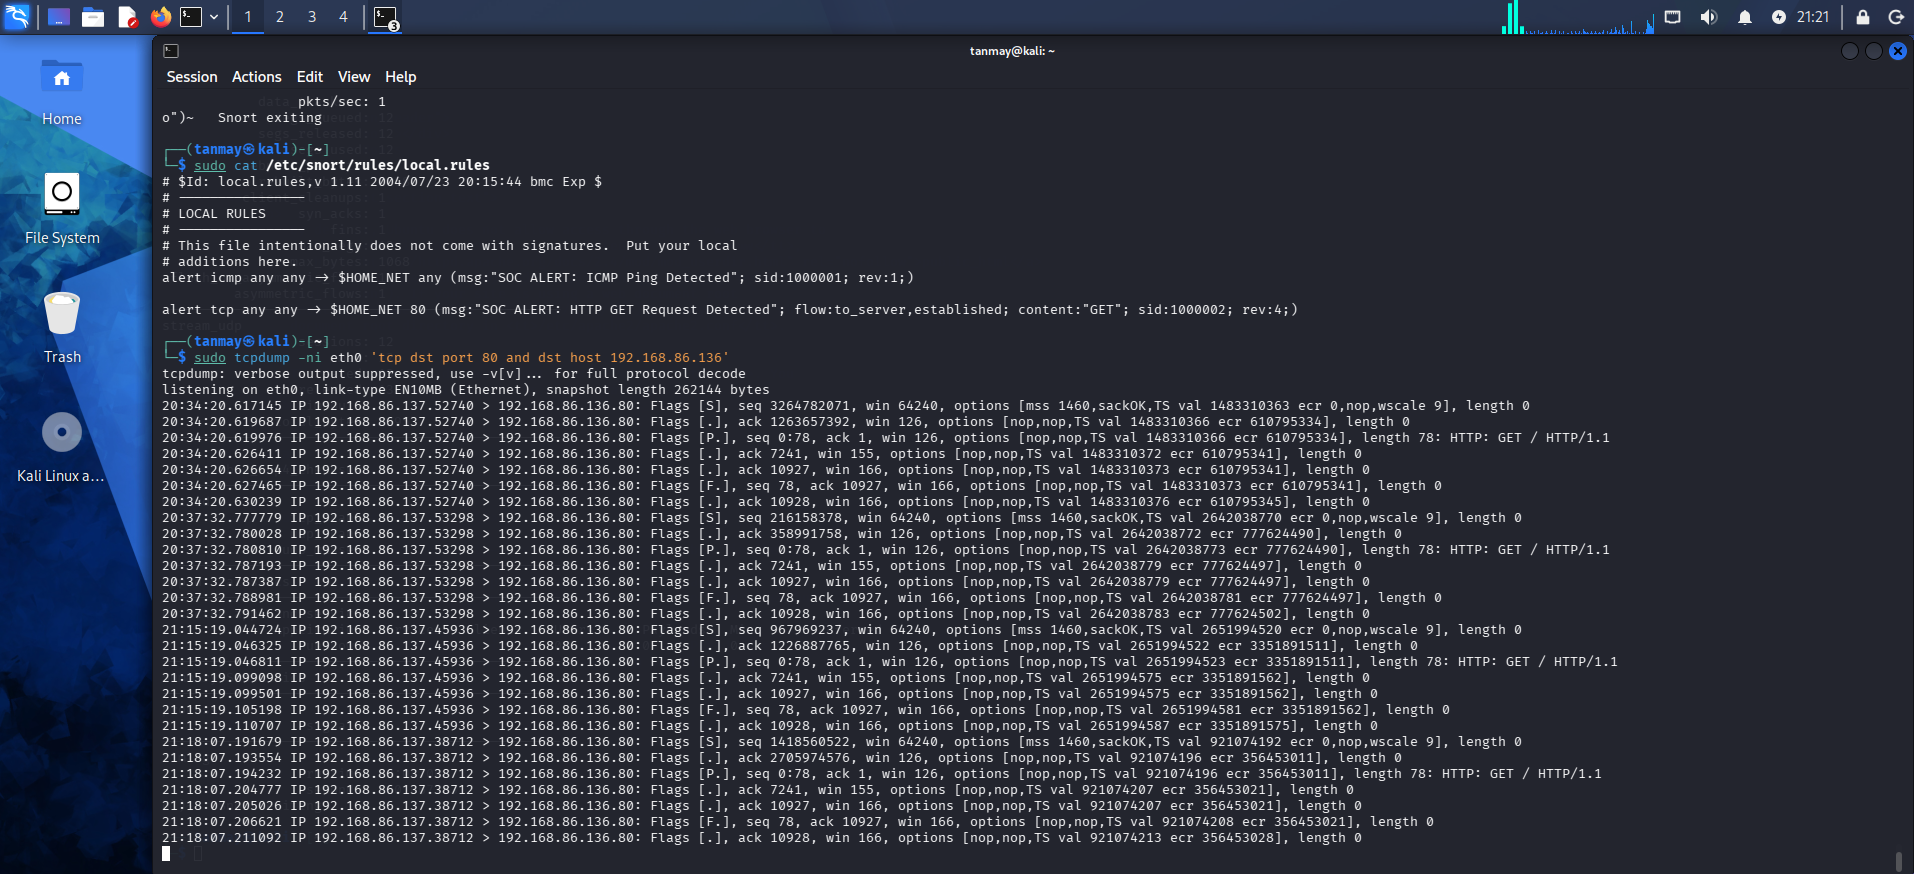 1 2 3 4 3 21:21
tanmay@kali: ~
Session Actions Edit View Help
Home
File System
Trash
Kali Linux a...
pkts/sec: 1
o")~   Snort exiting
┌──(tanmay㉿kali)-[~]
└─$ sudo cat /etc/snort/rules/local.rules
# $Id: local.rules,v 1.11 2004/07/23 20:15:44 bmc Exp $
# ----------------
# LOCAL RULES
# ----------------
# This file intentionally does not come with signatures.  Put your local
# additions here.
alert icmp any any -> $HOME_NET any (msg:"SOC ALERT: ICMP Ping Detected"; sid:1000001; rev:1;)
alert tcp any any -> $HOME_NET 80 (msg:"SOC ALERT: HTTP GET Request Detected"; flow:to_server,established; content:"GET"; sid:1000002; rev:4;)
┌──(tanmay㉿kali)-[~]
└─$ sudo tcpdump -ni eth0 'tcp dst port 80 and dst host 192.168.86.136'
tcpdump: verbose output suppressed, use -v[v]... for full protocol decode
listening on eth0, link-type EN10MB (Ethernet), snapshot length 262144 bytes
20:34:20.617145 IP 192.168.86.137.52740 > 192.168.86.136.80: Flags [S], seq 3264782071, win 64240, options [mss 1460,sackOK,TS val 1483310363 ecr 0,nop,wscale 9], length 0
20:34:20.619687 IP 192.168.86.137.52740 > 192.168.86.136.80: Flags [.], ack 1263657392, win 126, options [nop,nop,TS val 1483310366 ecr 610795334], length 0
20:34:20.619976 IP 192.168.86.137.52740 > 192.168.86.136.80: Flags [P.], seq 0:78, ack 1, win 126, options [nop,nop,TS val 1483310366 ecr 610795334], length 78: HTTP: GET / HTTP/1.1
20:34:20.626411 IP 192.168.86.137.52740 > 192.168.86.136.80: Flags [.], ack 7241, win 155, options [nop,nop,TS val 1483310372 ecr 610795341], length 0
20:34:20.626654 IP 192.168.86.137.52740 > 192.168.86.136.80: Flags [.], ack 10927, win 166, options [nop,nop,TS val 1483310373 ecr 610795341], length 0
20:34:20.627465 IP 192.168.86.137.52740 > 192.168.86.136.80: Flags [F.], seq 78, ack 10927, win 166, options [nop,nop,TS val 1483310373 ecr 610795341], length 0
20:34:20.630239 IP 192.168.86.137.52740 > 192.168.86.136.80: Flags [.], ack 10928, win 166, options [nop,nop,TS val 1483310376 ecr 610795345], length 0
20:37:32.777779 IP 192.168.86.137.53298 > 192.168.86.136.80: Flags [S], seq 216158378, win 64240, options [mss 1460,sackOK,TS val 2642038770 ecr 0,nop,wscale 9], length 0
20:37:32.780028 IP 192.168.86.137.53298 > 192.168.86.136.80: Flags [.], ack 358991758, win 126, options [nop,nop,TS val 2642038772 ecr 777624490], length 0
20:37:32.780810 IP 192.168.86.137.53298 > 192.168.86.136.80: Flags [P.], seq 0:78, ack 1, win 126, options [nop,nop,TS val 2642038773 ecr 777624490], length 78: HTTP: GET / HTTP/1.1
20:37:32.787193 IP 192.168.86.137.53298 > 192.168.86.136.80: Flags [.], ack 7241, win 155, options [nop,nop,TS val 2642038779 ecr 777624497], length 0
20:37:32.787387 IP 192.168.86.137.53298 > 192.168.86.136.80: Flags [.], ack 10927, win 166, options [nop,nop,TS val 2642038779 ecr 777624497], length 0
20:37:32.788981 IP 192.168.86.137.53298 > 192.168.86.136.80: Flags [F.], seq 78, ack 10927, win 166, options [nop,nop,TS val 2642038781 ecr 777624497], length 0
20:37:32.791462 IP 192.168.86.137.53298 > 192.168.86.136.80: Flags [.], ack 10928, win 166, options [nop,nop,TS val 2642038783 ecr 777624502], length 0
21:15:19.044724 IP 192.168.86.137.45936 > 192.168.86.136.80: Flags [S], seq 967969237, win 64240, options [mss 1460,sackOK,TS val 2651994520 ecr 0,nop,wscale 9], length 0
21:15:19.046325 IP 192.168.86.137.45936 > 192.168.86.136.80: Flags [.], ack 1226887765, win 126, options [nop,nop,TS val 2651994522 ecr 3351891511], length 0
21:15:19.046811 IP 192.168.86.137.45936 > 192.168.86.136.80: Flags [P.], seq 0:78, ack 1, win 126, options [nop,nop,TS val 2651994523 ecr 3351891511], length 78: HTTP: GET / HTTP/1.1
21:15:19.099098 IP 192.168.86.137.45936 > 192.168.86.136.80: Flags [.], ack 7241, win 155, options [nop,nop,TS val 2651994575 ecr 3351891562], length 0
21:15:19.099501 IP 192.168.86.137.45936 > 192.168.86.136.80: Flags [.], ack 10927, win 166, options [nop,nop,TS val 2651994575 ecr 3351891562], length 0
21:15:19.105198 IP 192.168.86.137.45936 > 192.168.86.136.80: Flags [F.], seq 78, ack 10927, win 166, options [nop,nop,TS val 2651994581 ecr 3351891562], length 0
21:15:19.110707 IP 192.168.86.137.45936 > 192.168.86.136.80: Flags [.], ack 10928, win 166, options [nop,nop,TS val 2651994587 ecr 3351891575], length 0
21:18:07.191679 IP 192.168.86.137.38712 > 192.168.86.136.80: Flags [S], seq 1418560522, win 64240, options [mss 1460,sackOK,TS val 921074192 ecr 0,nop,wscale 9], length 0
21:18:07.193554 IP 192.168.86.137.38712 > 192.168.86.136.80: Flags [.], ack 2705974576, win 126, options [nop,nop,TS val 921074196 ecr 356453011], length 0
21:18:07.194232 IP 192.168.86.137.38712 > 192.168.86.136.80: Flags [P.], seq 0:78, ack 1, win 126, options [nop,nop,TS val 921074196 ecr 356453011], length 78: HTTP: GET / HTTP/1.1
21:18:07.204777 IP 192.168.86.137.38712 > 192.168.86.136.80: Flags [.], ack 7241, win 155, options [nop,nop,TS val 921074207 ecr 356453021], length 0
21:18:07.205026 IP 192.168.86.137.38712 > 192.168.86.136.80: Flags [.], ack 10927, win 166, options [nop,nop,TS val 921074207 ecr 356453021], length 0
21:18:07.206621 IP 192.168.86.137.38712 > 192.168.86.136.80: Flags [F.], seq 78, ack 10927, win 166, options [nop,nop,TS val 921074208 ecr 356453021], length 0
21:18:07.211092 IP 192.168.86.137.38712 > 192.168.86.136.80: Flags [.], ack 10928, win 166, options [nop,nop,TS val 921074213 ecr 356453028], length 0